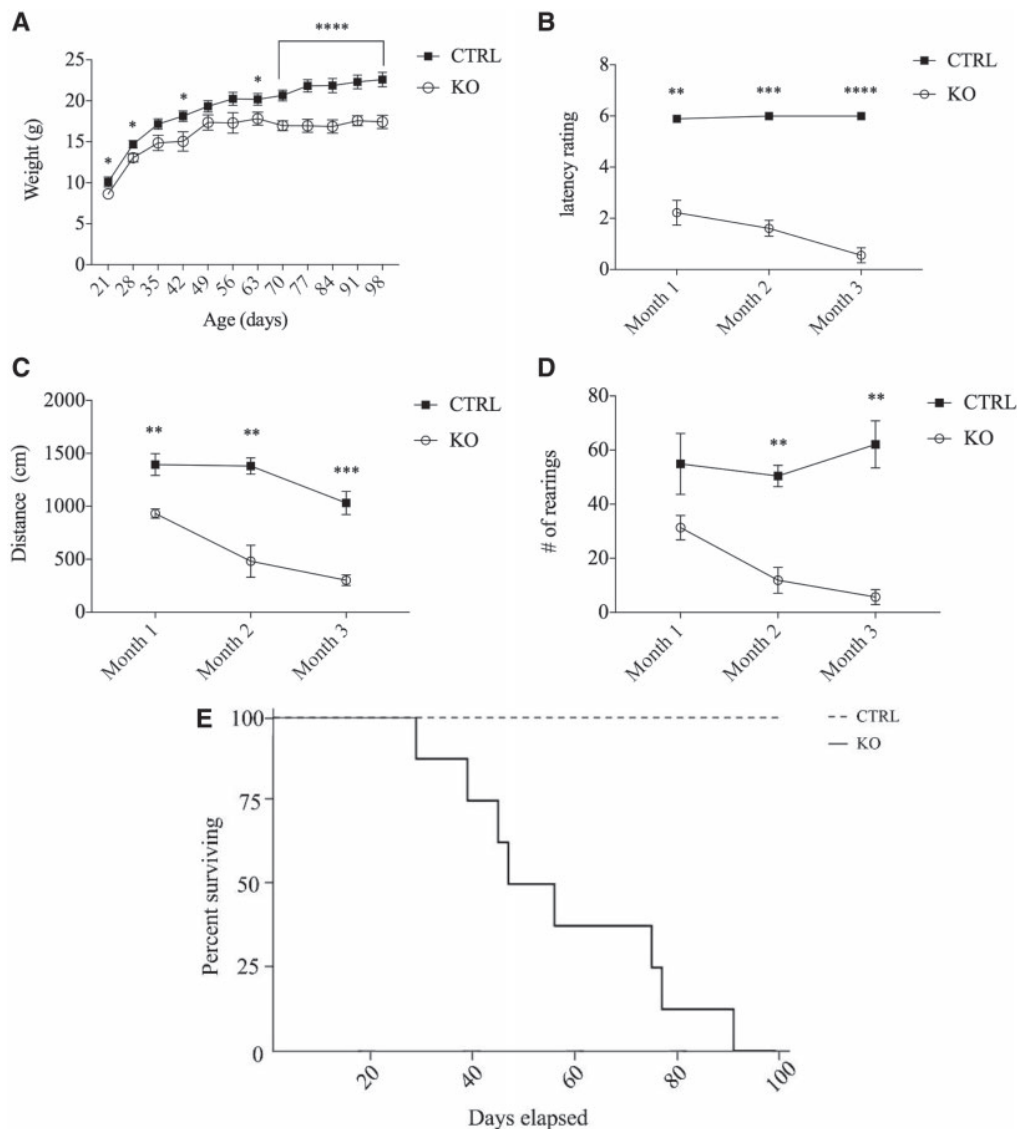 A
****
CTRL
KO
25
20
15
10
5
0
Weight (g)
*
*
*
*
21
28
35
42
49
56
63
70
77
84
91
98
Age (days)
B
CTRL
KO
8
6
4
2
0
latency rating
**
***
****
Month 1
Month 2
Month 3
C
CTRL
KO
2000
1500
1000
500
0
Distance (cm)
**
**
***
Month 1
Month 2
Month 3
D
CTRL
KO
80
60
40
20
0
# of rearings
**
**
Month 1
Month 2
Month 3
E
CTRL
KO
100
75
50
25
0
Percent surviving
20
40
60
80
100
Days elapsed